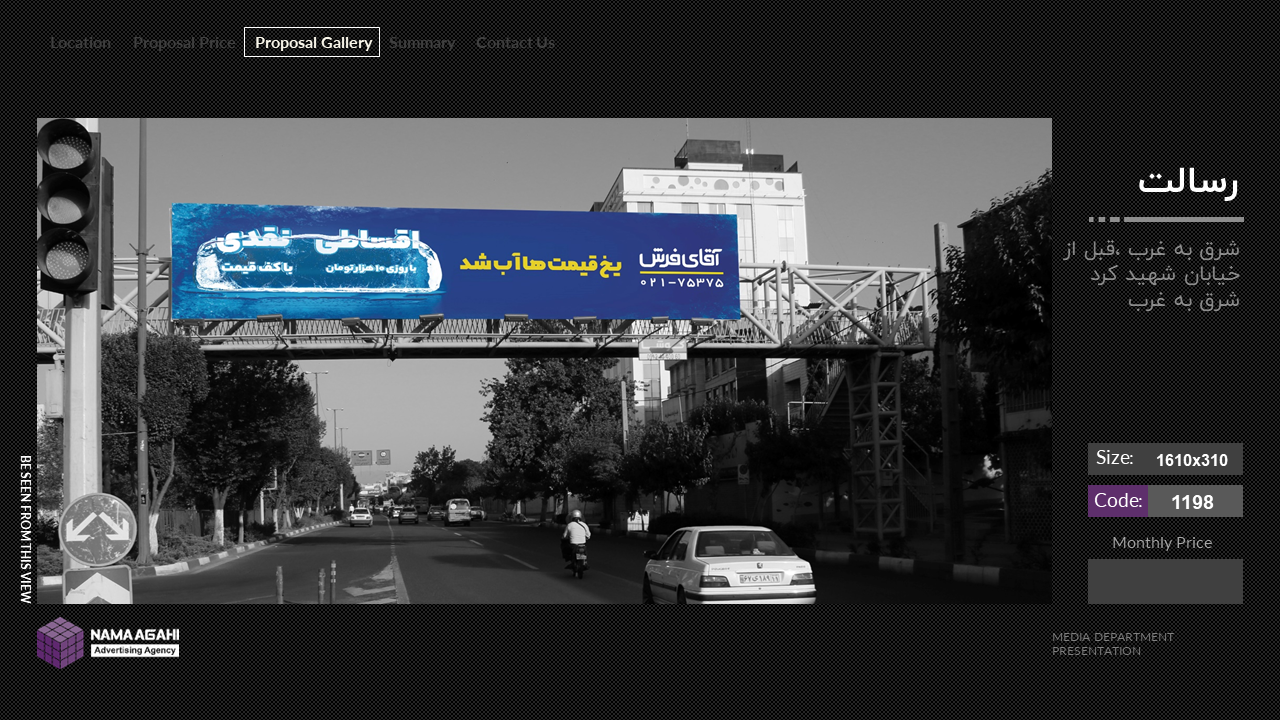 Location Proposal Price Proposal Gallery Summary Contact Us
اقساطی نقدی
با روزی ۱۰ هزار تومان با کف قیمت
یخ قیمت‌ها آب شد
آقای فرش
۰۲۱-۷۵۳۷۵
رسالت
شرق به غرب ,قبل از
خیابان شهید کرد
شرق به غرب
BE SEEN FROM THIS VIEW
Size: 1610x310
Code: 1198
Monthly Price
NAMA AGAHI
Advertising Agency
MEDIA DEPARTMENT
PRESENTATION